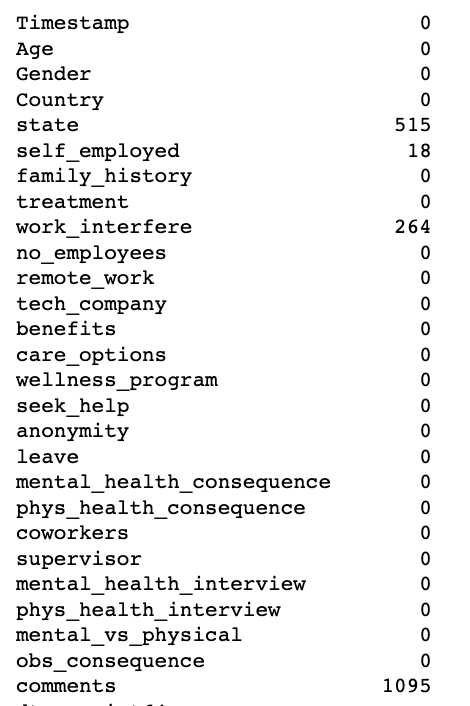 Timestamp 0
Age 0
Gender 0
Country 0
state 515
self_employed 18
family_history 0
treatment 0
work_interfere 264
no_employees 0
remote_work 0
tech_company 0
benefits 0
care_options 0
wellness_program 0
seek_help 0
anonymity 0
leave 0
mental_health_consequence 0
phys_health_consequence 0
coworkers 0
supervisor 0
mental_health_interview 0
phys_health_interview 0
mental_vs_physical 0
obs_consequence 0
comments 1095